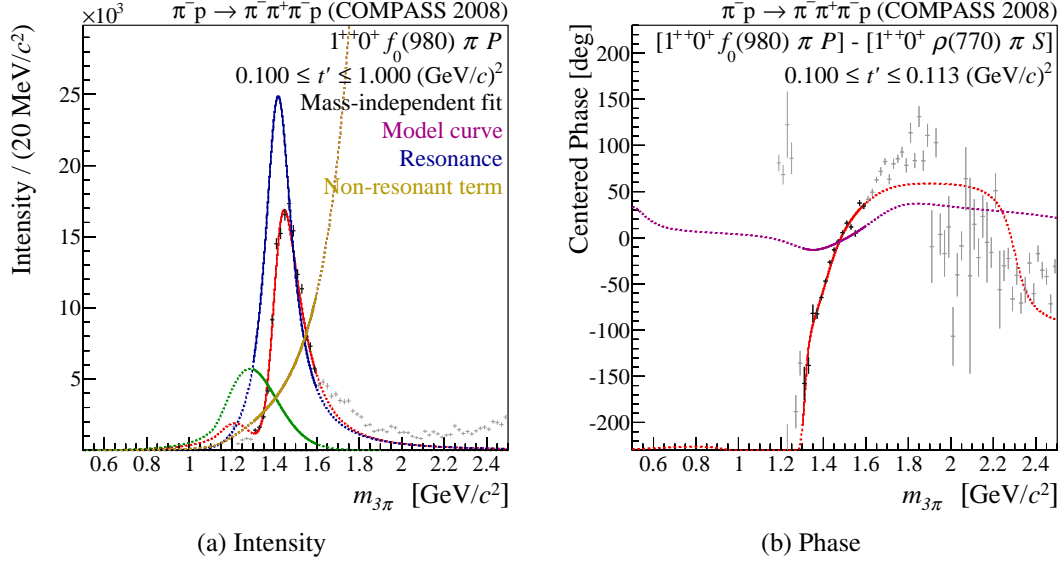 π⁻p → π⁻π⁺π⁻p (COMPASS 2008)
×10³
1⁺⁺0⁺ f₀(980) π P
0.100 ≤ t′ ≤ 1.000 (GeV/c)²
Mass-independent fit
Model curve
Resonance
Non-resonant term
Intensity / (20 MeV/c²)
25
20
15
10
5
0.6 0.8 1 1.2 1.4 1.6 1.8 2 2.2 2.4
m₃π [GeV/c²]
(a) Intensity
π⁻p → π⁻π⁺π⁻p (COMPASS 2008)
[1⁺⁺0⁺ f₀(980) π P] - [1⁺⁺0⁺ ρ(770) π S]
0.100 ≤ t′ ≤ 0.113 (GeV/c)²
Centered Phase [deg]
200
150
100
50
0
-50
-100
-150
-200
0.6 0.8 1 1.2 1.4 1.6 1.8 2 2.2 2.4
m₃π [GeV/c²]
(b) Phase